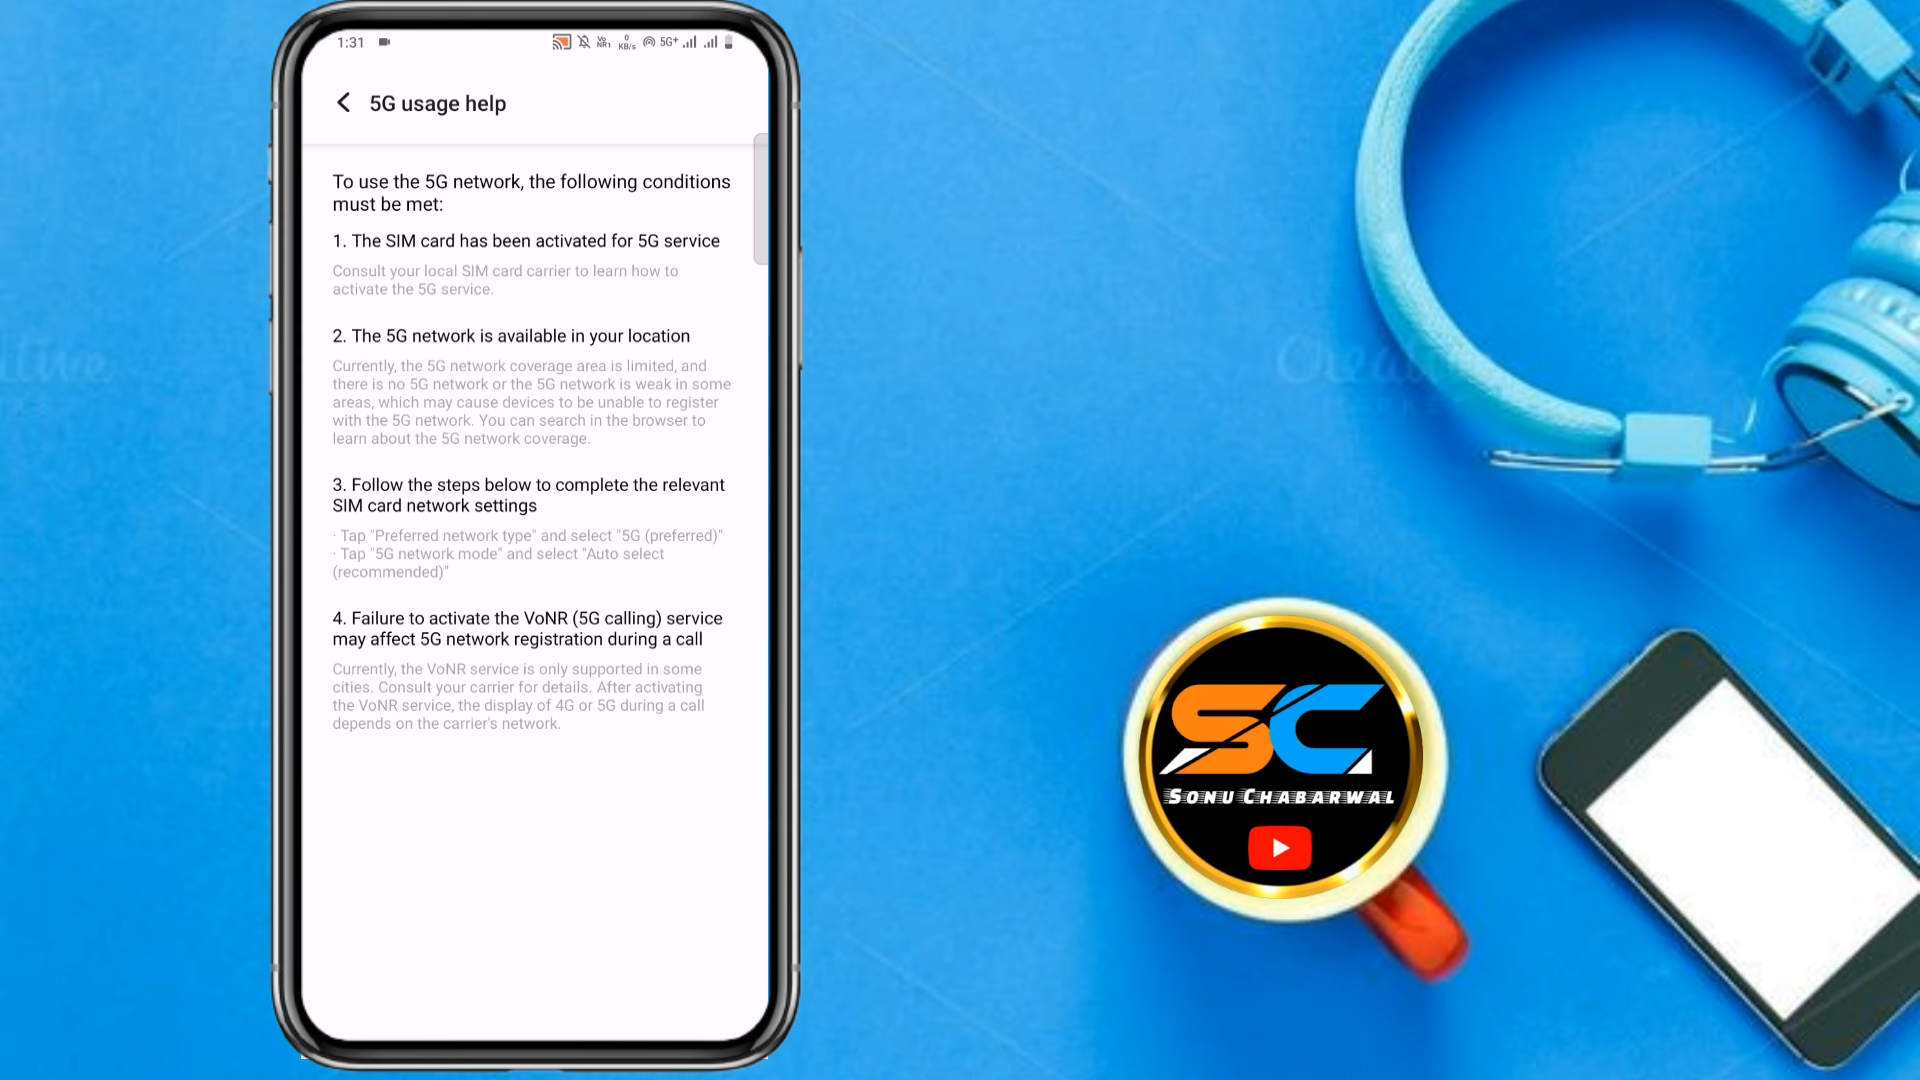 1:31
Vo
NR1
0
KB/s
5G+
5G usage help
To use the 5G network, the following conditions
must be met:
1. The SIM card has been activated for 5G service
Consult your local SIM card carrier to learn how to
activate the 5G service.
2. The 5G network is available in your location
Currently, the 5G network coverage area is limited, and
there is no 5G network or the 5G network is weak in some
areas, which may cause devices to be unable to register
with the 5G network. You can search in the browser to
learn about the 5G network coverage.
3. Follow the steps below to complete the relevant
SIM card network settings
· Tap "Preferred network type" and select "5G (preferred)"
· Tap "5G network mode" and select "Auto select
(recommended)"
4. Failure to activate the VoNR (5G calling) service
may affect 5G network registration during a call
Currently, the VoNR service is only supported in some
cities. Consult your carrier for details. After activating
the VoNR service, the display of 4G or 5G during a call
depends on the carrier's network.
SC
SONU CHABARWAL